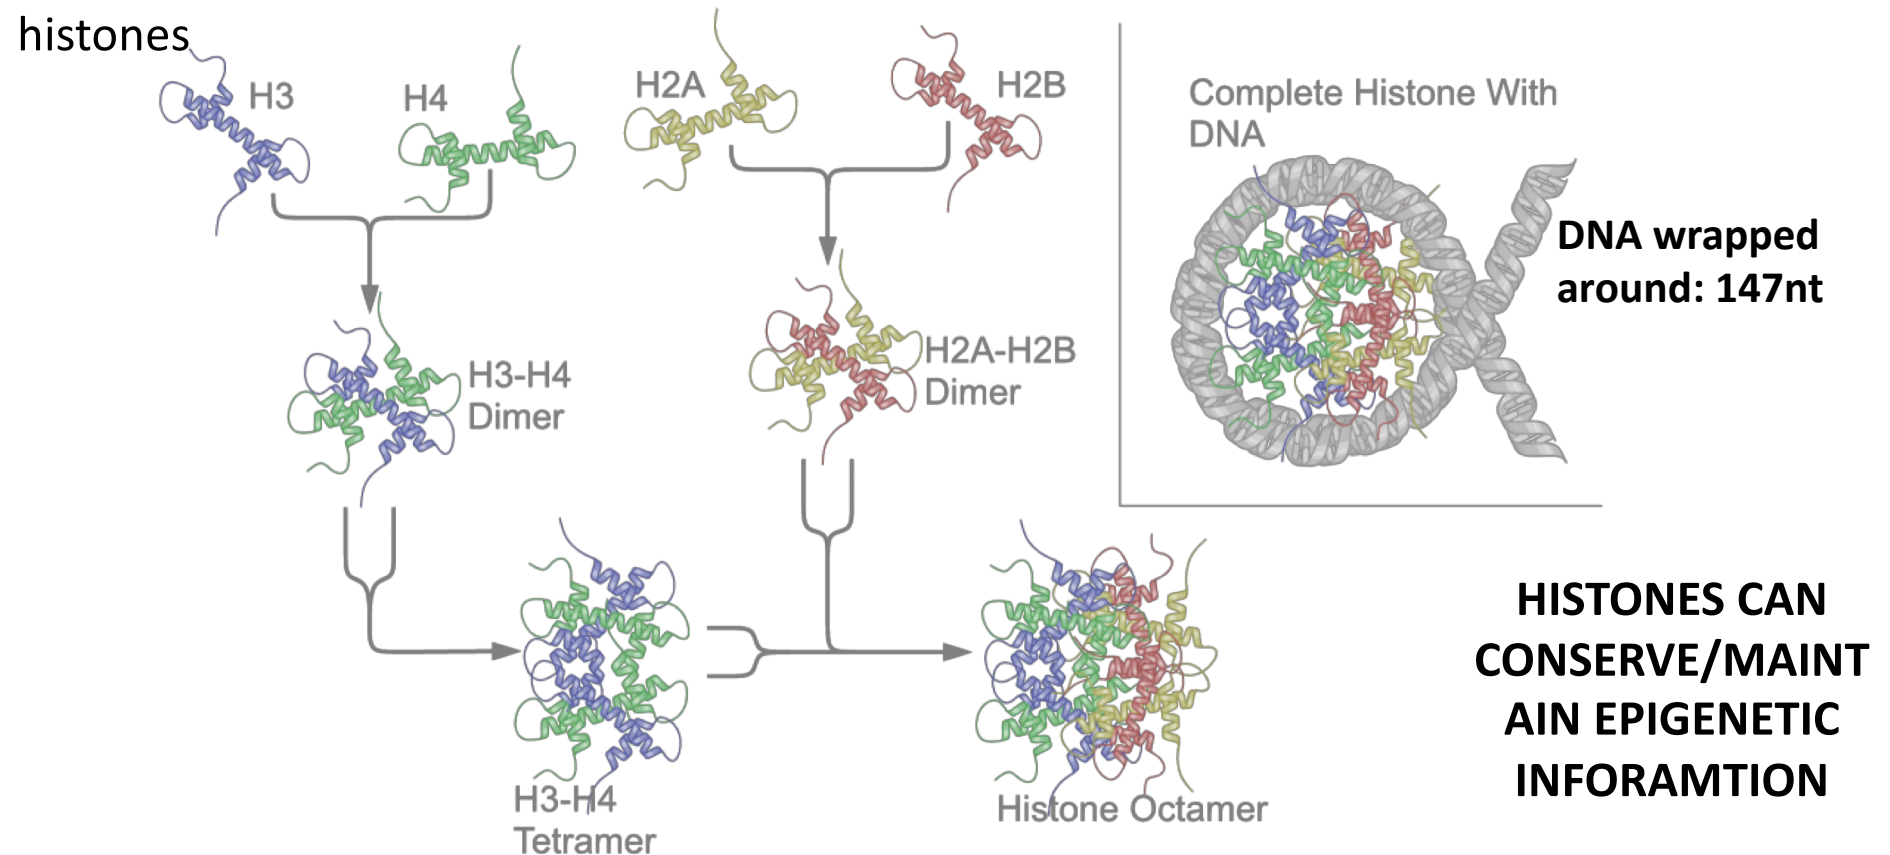 histones
H3
H4
H2A
H2B
H3-H4
Dimer
H2A-H2B
Dimer
H3-H4
Tetramer
Histone Octamer
Complete Histone With
DNA
DNA wrapped
around: 147nt
HISTONES CAN
CONSERVE/MAINT
AIN EPIGENETIC
INFORAMTION